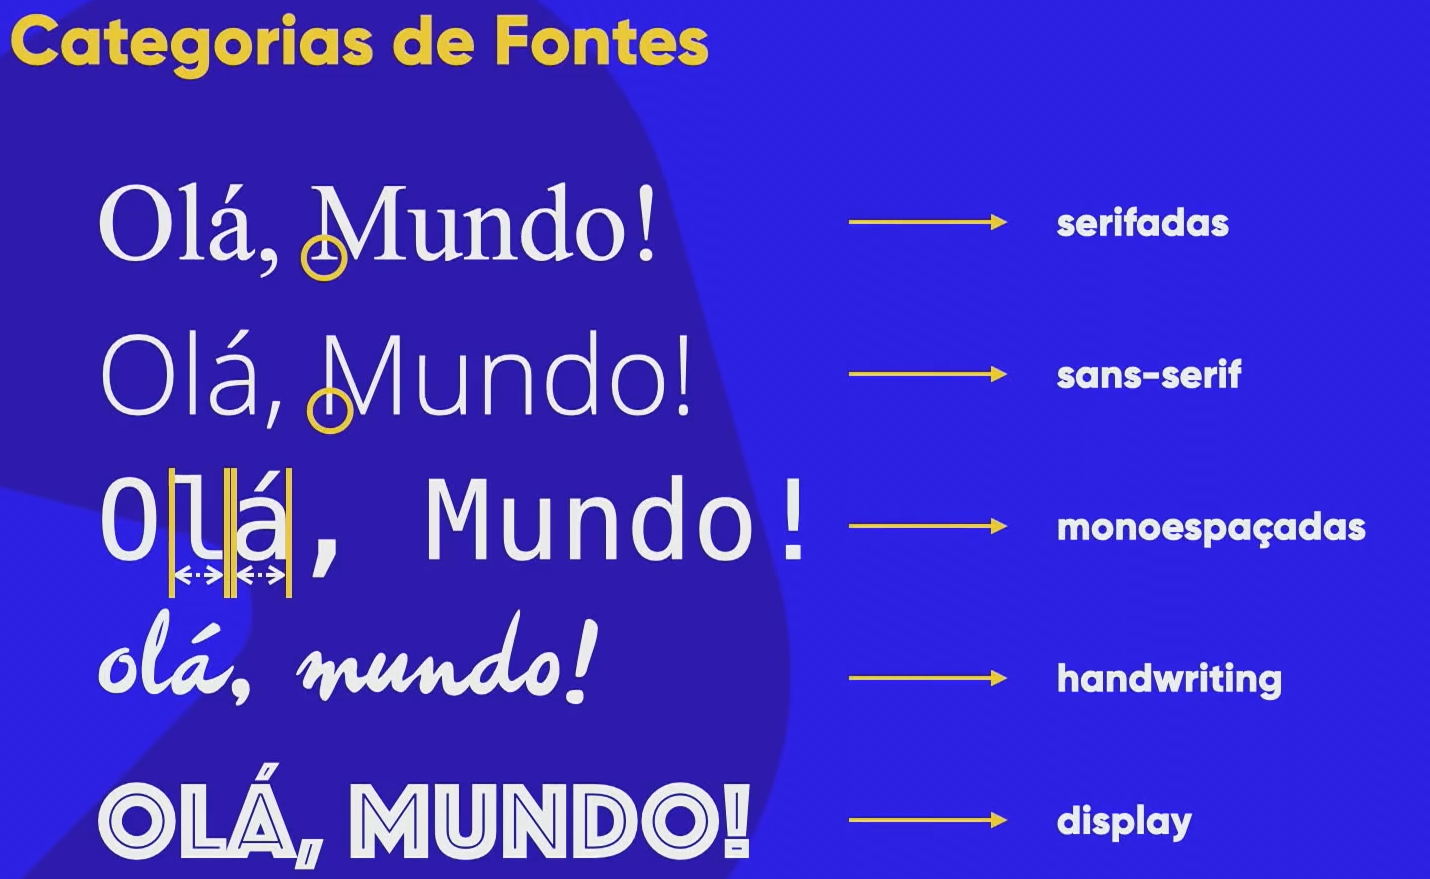 Categorias de Fontes
Olá, Mundo! serifadas
Olá, Mundo! sans-serif
Olá, Mundo! monoespaçadas
olá, mundo! handwriting
OLÁ, MUNDO! display